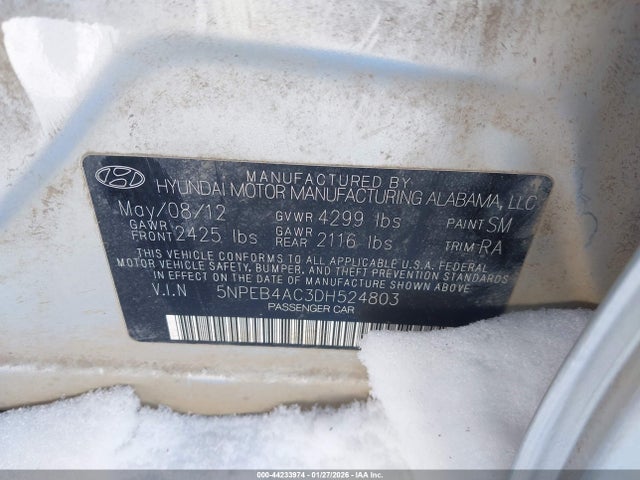 MANUFACTURED BY
HYUNDAI MOTOR MANUFACTURING ALABAMA, LLC
May/08/12 GVWR 4299 lbs PAINT SM
GAWR FRONT 2425 lbs GAWR REAR 2116 lbs TRIM RA
THIS VEHICLE CONFORMS TO ALL APPLICABLE U.S.A. FEDERAL
MOTOR VEHICLE SAFETY, BUMPER, AND THEFT PREVENTION STANDARDS
IN EFFECT ON THE DATE OF MANUFACTURE SHOWN ABOVE.
V.I.N 5NPEB4AC3DH524803
PASSENGER CAR
000-44233974 | 01/27/2026 | IAAI.COM